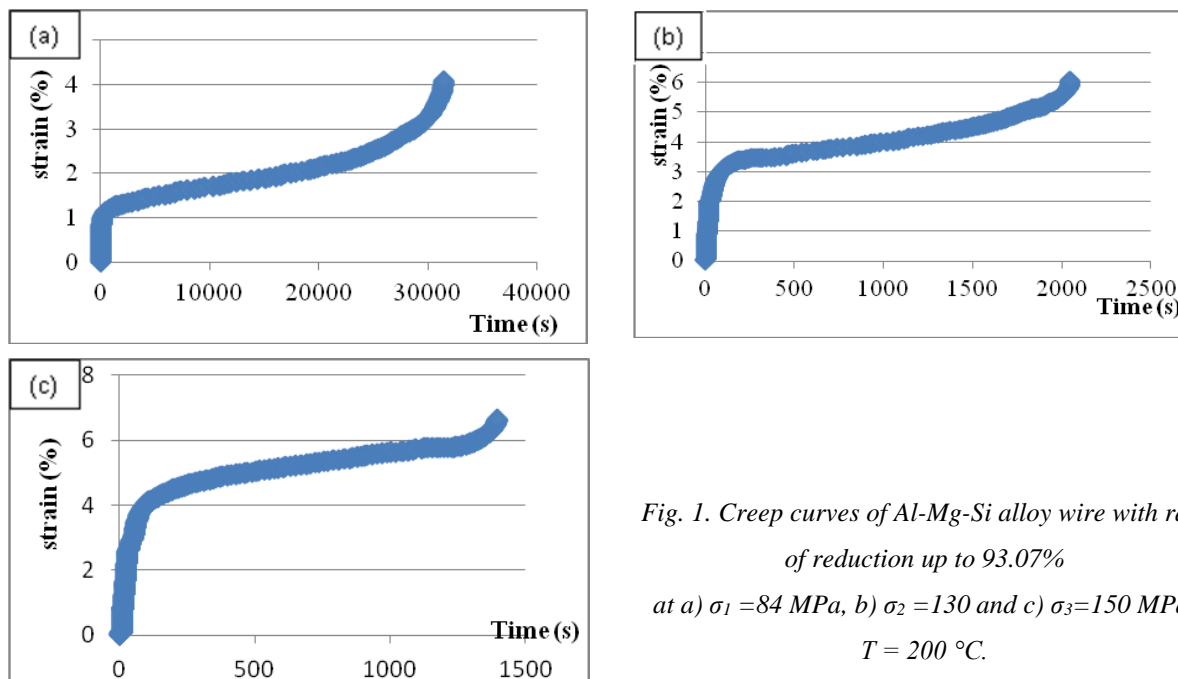 (a)
strain (%)
4
3
2
1
0
0 10000 20000 30000 40000
Time (s)
(b)
strain (%)
6
5
4
3
2
1
0
0 500 1000 1500 2000 2500
Time (s)
(c)
strain (%)
8
6
4
2
0
Time (s)
0 500 1000 1500
Fig. 1. Creep curves of Al-Mg-Si alloy wire with
of reduction up to 93.07%
at a) σ1 =84 MPa, b) σ2 =130 and c) σ3=150 MPa
T = 200 °C.